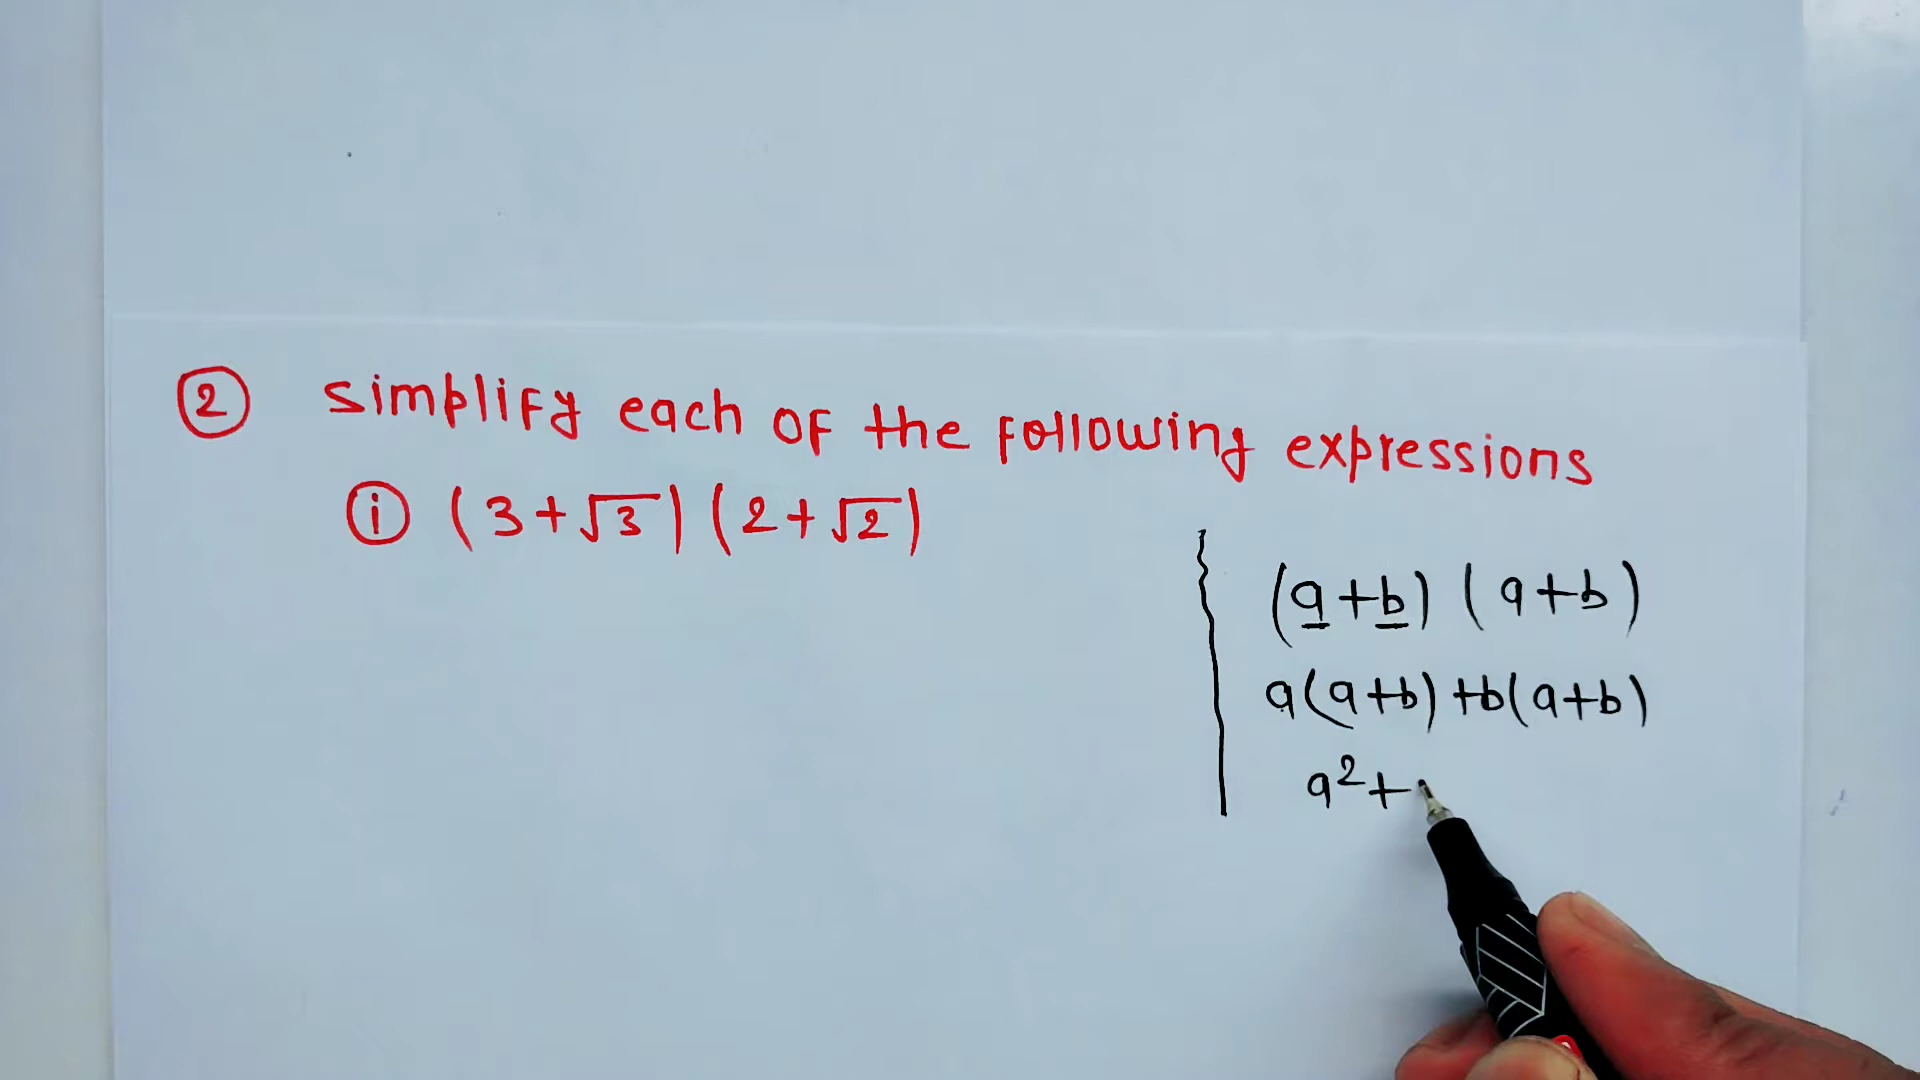 ② simplify each of the following expressions
ⓘ (3+√3) (2+√2)
(a+b) (a+b)
a(a+b) +b(a+b)
a²+